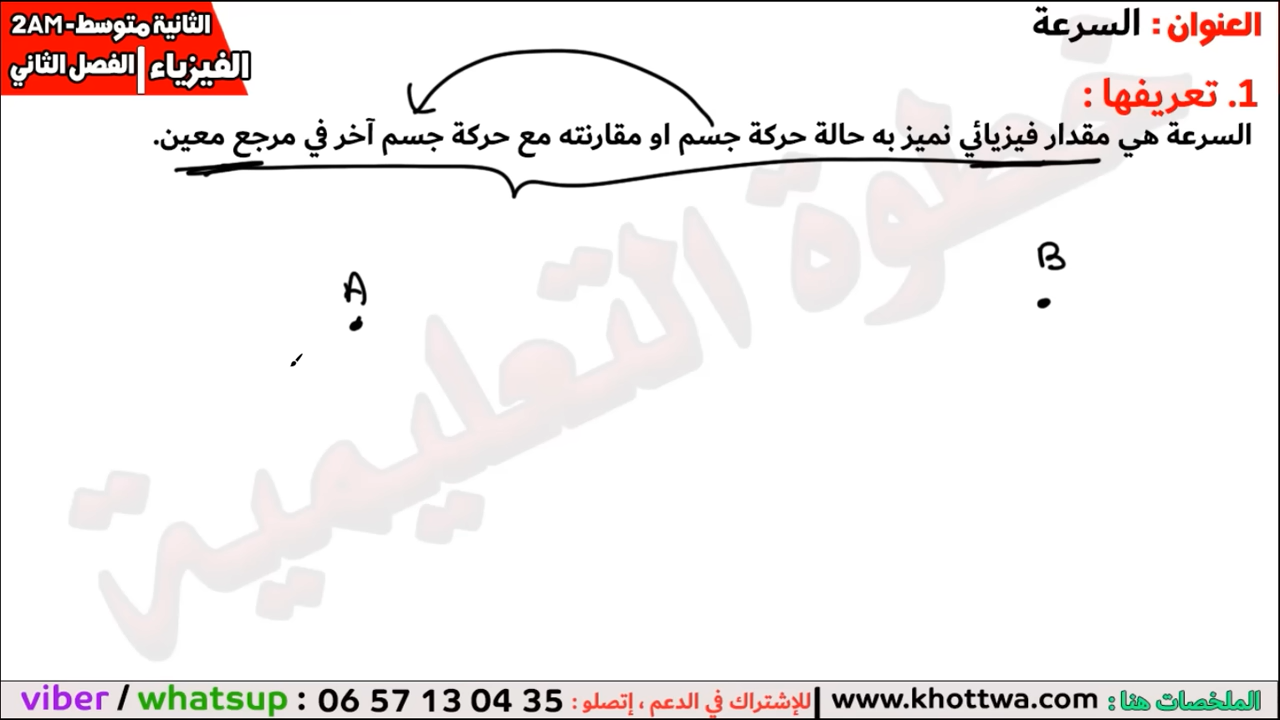 الثانية متوسط-2AM
الفيزياء | الفصل الثاني
العنوان : السرعة
1. تعريفها :
السرعة هي مقدار فيزيائي نميز به حالة حركة جسم او مقارنته مع حركة جسم آخر في مرجع معين.
A
B
خطوة التعليمية
الملخصات هنا : www.khottwa.com | للإشتراك في الدعم ، إتصلو : 06 57 13 04 35 : viber / whatsup